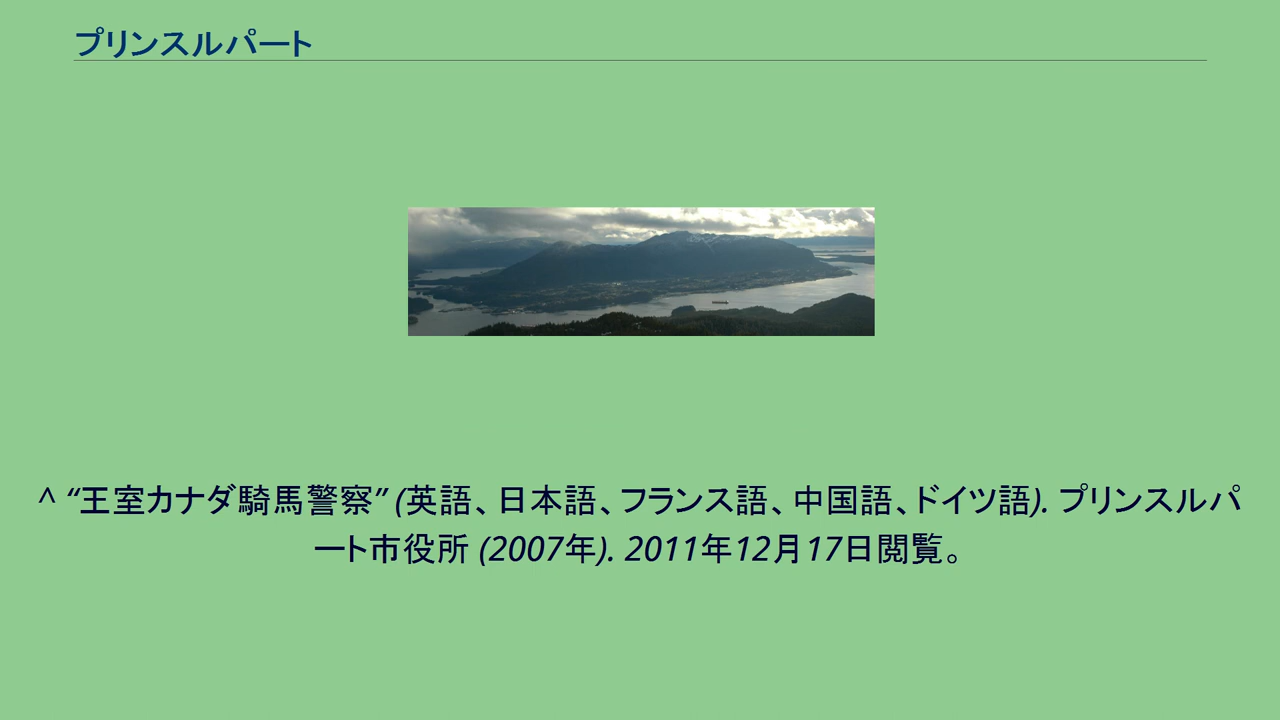 プリンスルパート
^ “王室カナダ騎馬警察” (英語、日本語、フランス語、中国語、ドイツ語). プリンスルパ
ート市役所 (2007年). 2011年12月17日閲覧。